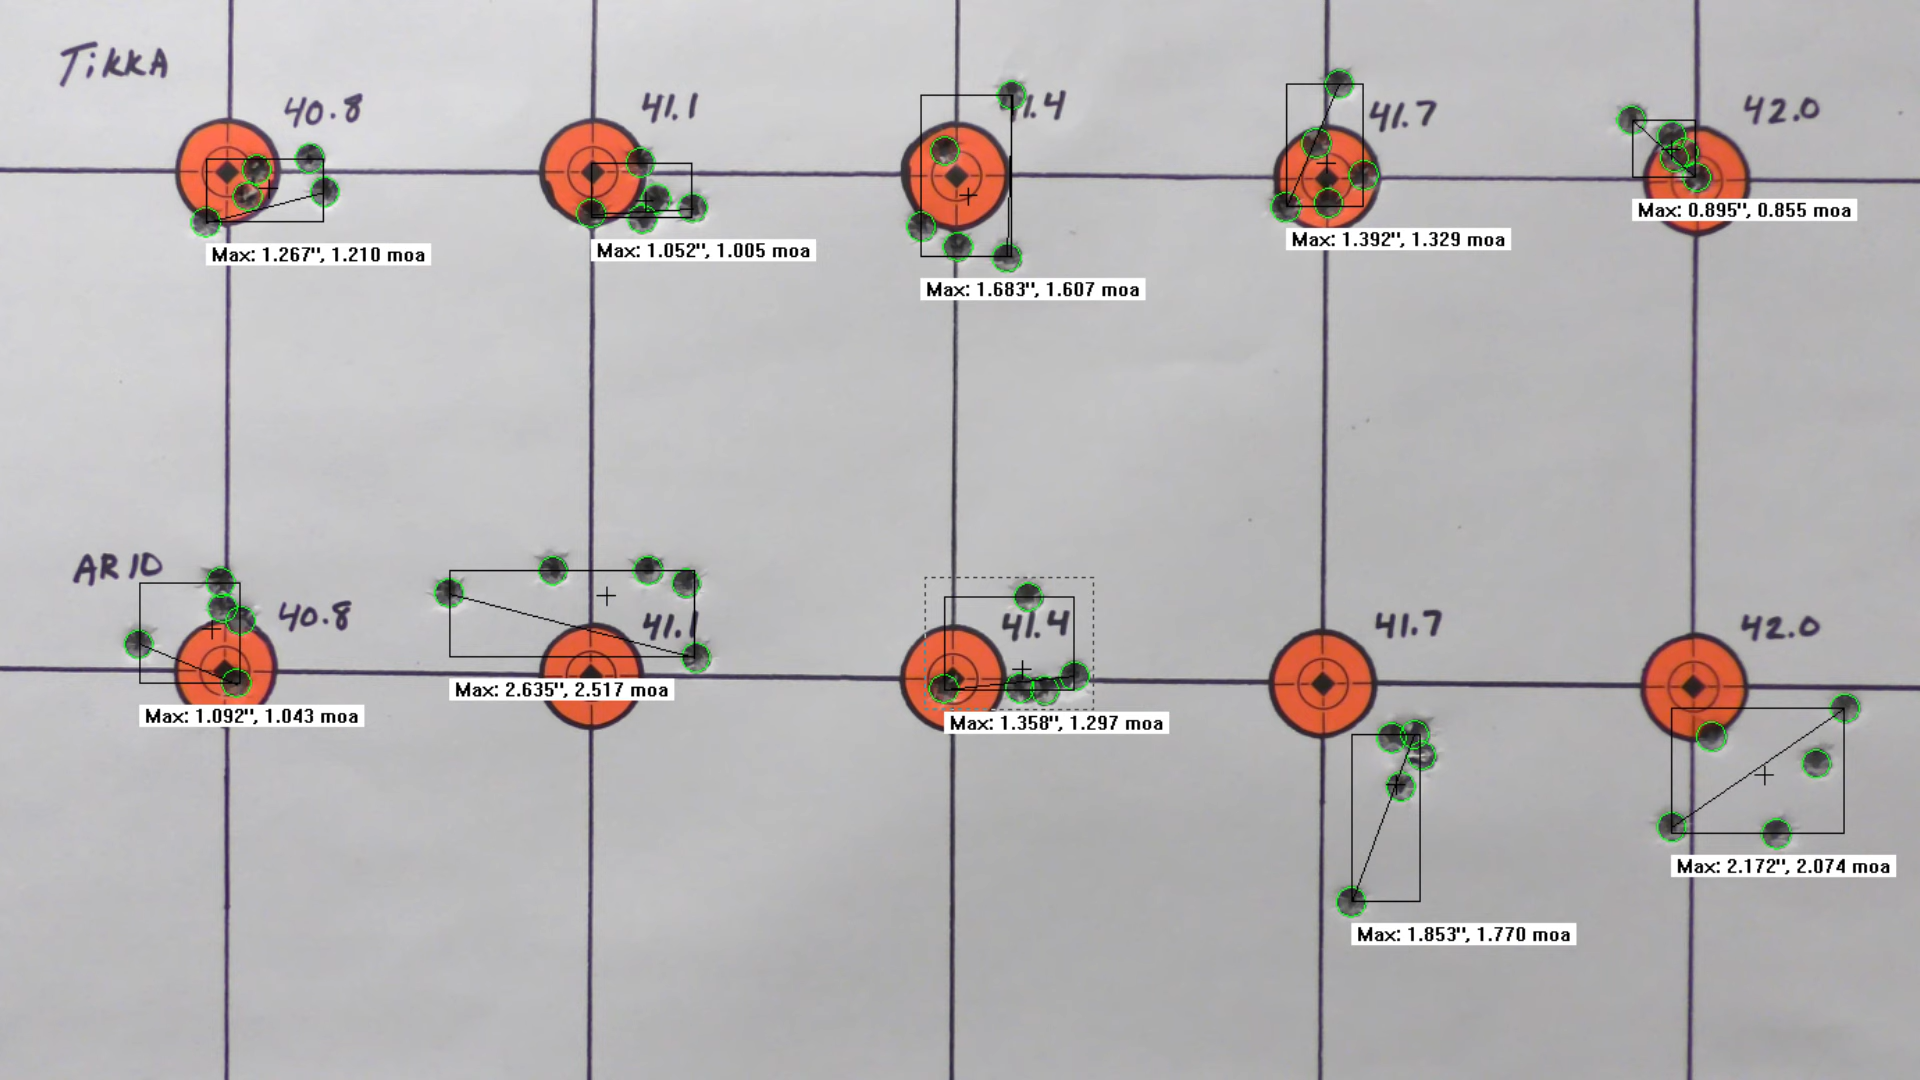 TikkA
40.8
41.1
41.4
41.7
42.0
Max: 1.267", 1.210 moa
Max: 1.052", 1.005 moa
Max: 1.683", 1.607 moa
Max: 1.392", 1.329 moa
Max: 0.895", 0.855 moa
AR10
40.8
41.1
41.4
41.7
42.0
Max: 1.092", 1.043 moa
Max: 2.635", 2.517 moa
Max: 1.358", 1.297 moa
Max: 1.853", 1.770 moa
Max: 2.172", 2.074 moa